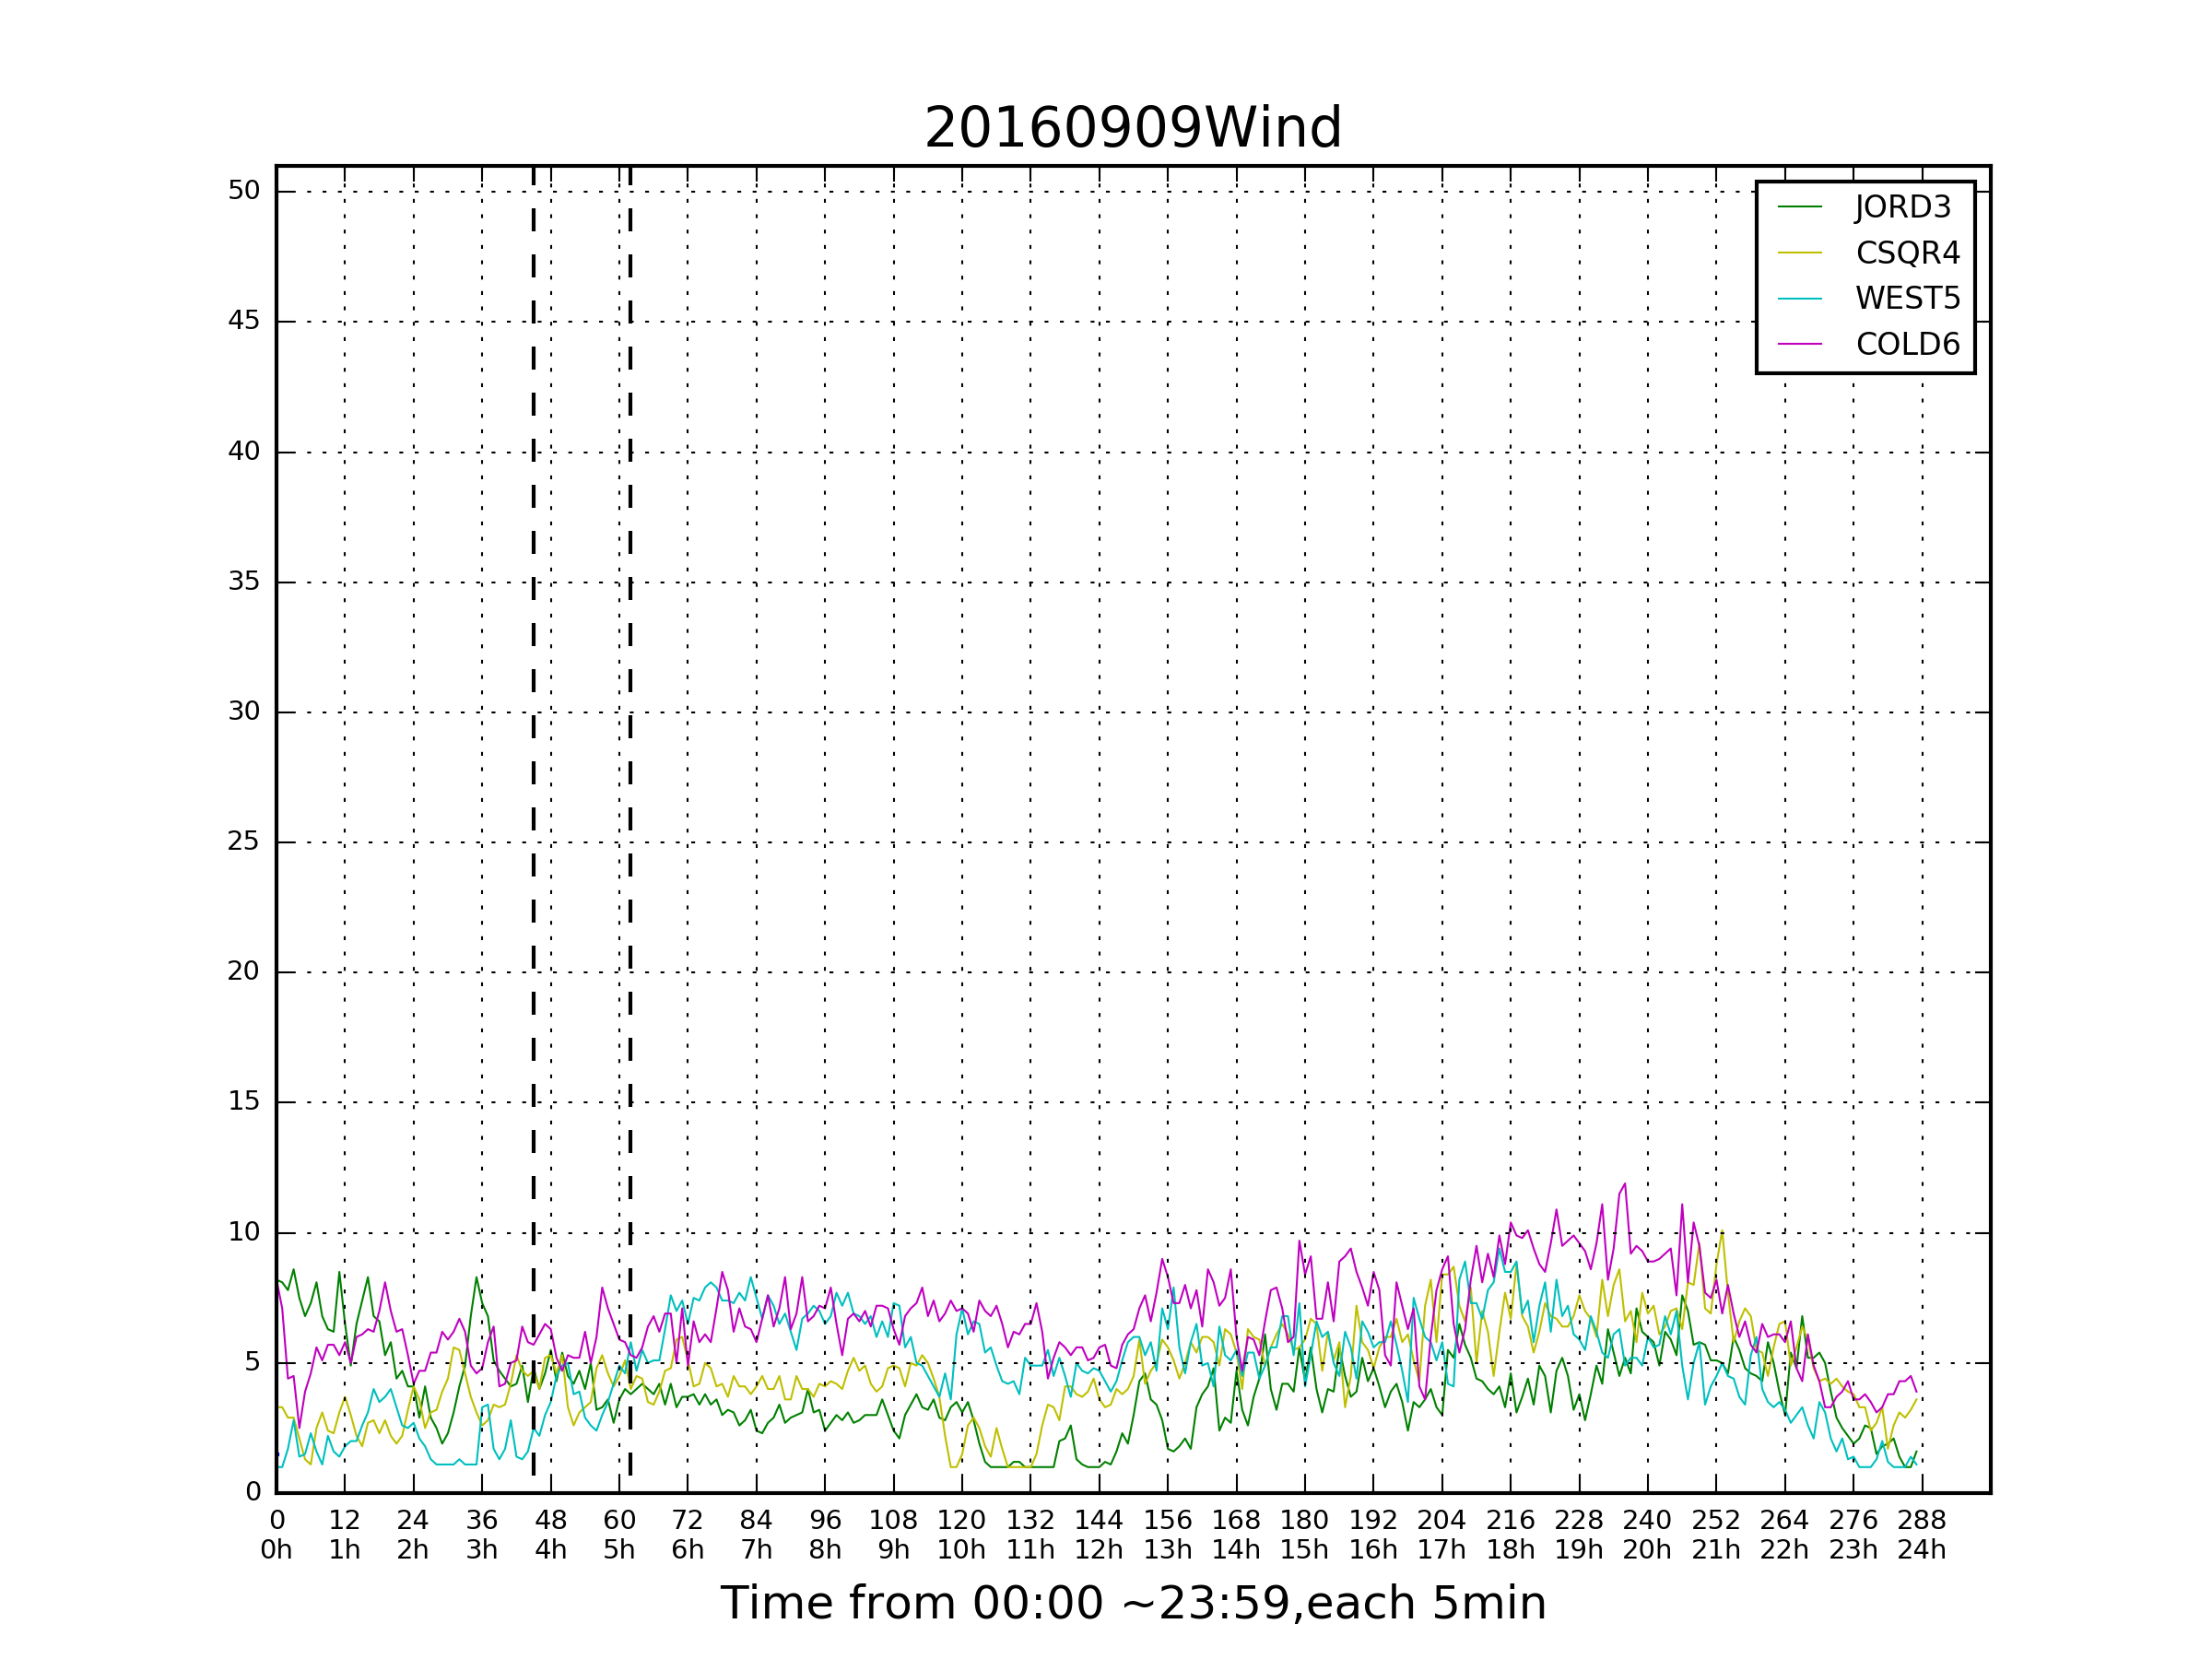 20160909Wind
50
45
40
35
30
25
20
15
10
5
0
JORD3
CSQR4
WEST5
COLD6
0 12 24 36 48 60 72 84 96 108 120 132 144 156 168 180 192 204 216 228 240 252 264 276 288
0h 1h 2h 3h 4h 5h 6h 7h 8h 9h 10h 11h 12h 13h 14h 15h 16h 17h 18h 19h 20h 21h 22h 23h 24h
Time from 00:00 ~23:59,each 5min